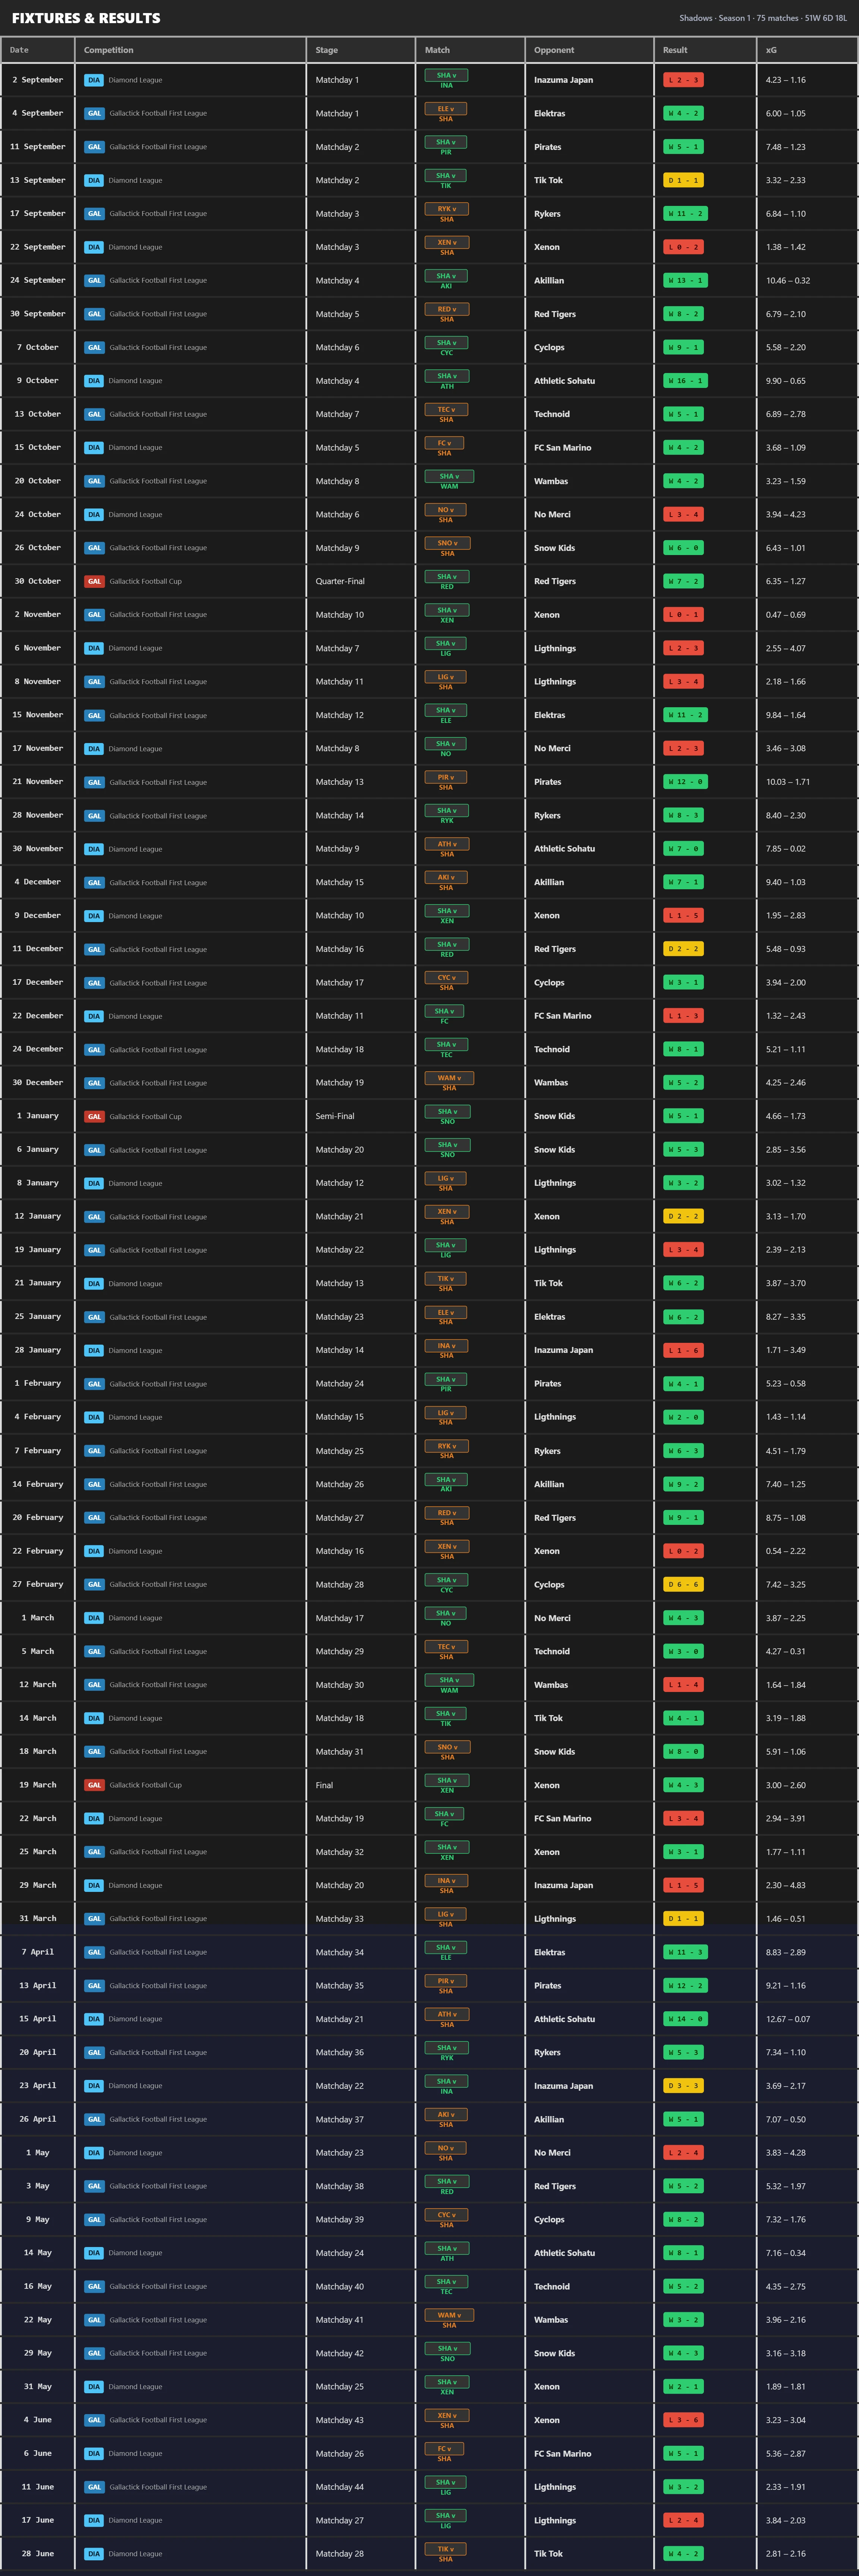 FIXTURES & RESULTS
Shadows · Season 1 · 75 matches · 51W 6D 18L
Date Competition Stage Match Opponent Result xG
2 September DIA Diamond League Matchday 1 SHA v INA Inazuma Japan L 2 - 3 4.23 – 1.16
4 September GAL Gallactick Football First League Matchday 1 ELE v SHA Elektras W 4 - 2 6.00 – 1.05
11 September GAL Gallactick Football First League Matchday 2 SHA v PIR Pirates W 5 - 1 7.48 – 1.23
13 September DIA Diamond League Matchday 2 SHA v TIK Tik Tok D 1 - 1 3.32 – 2.33
17 September GAL Gallactick Football First League Matchday 3 RYK v SHA Rykers W 11 - 2 6.84 – 1.10
22 September DIA Diamond League Matchday 3 XEN v SHA Xenon L 0 - 2 1.38 – 1.42
24 September GAL Gallactick Football First League Matchday 4 SHA v AKI Akillian W 13 - 1 10.46 – 0.32
30 September GAL Gallactick Football First League Matchday 5 RED v SHA Red Tigers W 8 - 2 6.79 – 2.10
7 October GAL Gallactick Football First League Matchday 6 SHA v CYC Cyclops W 9 - 1 5.58 – 2.20
9 October DIA Diamond League Matchday 4 SHA v ATH Athletic Sohatu W 16 - 1 9.90 – 0.65
13 October GAL Gallactick Football First League Matchday 7 TEC v SHA Technoid W 5 - 1 6.89 – 2.78
15 October DIA Diamond League Matchday 5 FC v SHA FC San Marino W 4 - 2 3.68 – 1.09
20 October GAL Gallactick Football First League Matchday 8 SHA v WAM Wambas W 4 - 2 3.23 – 1.59
24 October DIA Diamond League Matchday 6 NO v SHA No Merci L 3 - 4 3.94 – 4.23
26 October GAL Gallactick Football First League Matchday 9 SNO v SHA Snow Kids W 6 - 0 6.43 – 1.01
30 October GAL Gallactick Football Cup Quarter-Final SHA v RED Red Tigers W 7 - 2 6.35 – 1.27
2 November GAL Gallactick Football First League Matchday 10 SHA v XEN Xenon L 0 - 1 0.47 – 0.69
6 November DIA Diamond League Matchday 7 SHA v LIG Ligthnings L 2 - 3 2.55 – 4.07
8 November GAL Gallactick Football First League Matchday 11 LIG v SHA Ligthnings L 3 - 4 2.18 – 1.66
15 November GAL Gallactick Football First League Matchday 12 SHA v ELE Elektras W 11 - 2 9.84 – 1.64
17 November DIA Diamond League Matchday 8 SHA v NO No Merci L 2 - 3 3.46 – 3.08
21 November GAL Gallactick Football First League Matchday 13 PIR v SHA Pirates W 12 - 0 10.03 – 1.71
28 November GAL Gallactick Football First League Matchday 14 SHA v RYK Rykers W 8 - 3 8.40 – 2.30
30 November DIA Diamond League Matchday 9 ATH v SHA Athletic Sohatu W 7 - 0 7.85 – 0.02
4 December GAL Gallactick Football First League Matchday 15 AKI v SHA Akillian W 7 - 1 9.40 – 1.03
9 December DIA Diamond League Matchday 10 SHA v XEN Xenon L 1 - 5 1.95 – 2.83
11 December GAL Gallactick Football First League Matchday 16 SHA v RED Red Tigers D 2 - 2 5.48 – 0.93
17 December GAL Gallactick Football First League Matchday 17 CYC v SHA Cyclops W 3 - 1 3.94 – 2.00
22 December DIA Diamond League Matchday 11 SHA v FC FC San Marino L 1 - 3 1.32 – 2.43
24 December GAL Gallactick Football First League Matchday 18 SHA v TEC Technoid W 8 - 1 5.21 – 1.11
30 December GAL Gallactick Football First League Matchday 19 WAM v SHA Wambas W 5 - 2 4.25 – 2.46
1 January GAL Gallactick Football Cup Semi-Final SHA v SNO Snow Kids W 5 - 1 4.66 – 1.73
6 January GAL Gallactick Football First League Matchday 20 SHA v SNO Snow Kids W 5 - 3 2.85 – 3.56
8 January DIA Diamond League Matchday 12 LIG v SHA Ligthnings W 3 - 2 3.02 – 1.32
12 January GAL Gallactick Football First League Matchday 21 XEN v SHA Xenon D 2 - 2 3.13 – 1.70
19 January GAL Gallactick Football First League Matchday 22 SHA v LIG Ligthnings L 3 - 4 2.39 – 2.13
21 January DIA Diamond League Matchday 13 TIK v SHA Tik Tok W 6 - 2 3.87 – 3.70
25 January GAL Gallactick Football First League Matchday 23 ELE v SHA Elektras W 6 - 2 8.27 – 3.35
28 January DIA Diamond League Matchday 14 INA v SHA Inazuma Japan L 1 - 6 1.71 – 3.49
1 February GAL Gallactick Football First League Matchday 24 SHA v PIR Pirates W 4 - 1 5.23 – 0.58
4 February DIA Diamond League Matchday 15 LIG v SHA Ligthnings W 2 - 0 1.43 – 1.14
7 February GAL Gallactick Football First League Matchday 25 RYK v SHA Rykers W 6 - 3 4.51 – 1.79
14 February GAL Gallactick Football First League Matchday 26 SHA v AKI Akillian W 9 - 2 7.40 – 1.25
20 February GAL Gallactick Football First League Matchday 27 RED v SHA Red Tigers W 9 - 1 8.75 – 1.08
22 February DIA Diamond League Matchday 16 XEN v SHA Xenon L 0 - 2 0.54 – 2.22
27 February GAL Gallactick Football First League Matchday 28 SHA v CYC Cyclops D 6 - 6 7.42 – 3.25
1 March DIA Diamond League Matchday 17 SHA v NO No Merci W 4 - 3 3.87 – 2.25
5 March GAL Gallactick Football First League Matchday 29 TEC v SHA Technoid W 3 - 0 4.27 – 0.31
12 March GAL Gallactick Football First League Matchday 30 SHA v WAM Wambas L 1 - 4 1.64 – 1.84
14 March DIA Diamond League Matchday 18 SHA v TIK Tik Tok W 4 - 1 3.19 – 1.88
18 March GAL Gallactick Football First League Matchday 31 SNO v SHA Snow Kids W 8 - 0 5.91 – 1.06
19 March GAL Gallactick Football Cup Final SHA v XEN Xenon W 4 - 3 3.00 – 2.60
22 March DIA Diamond League Matchday 19 SHA v FC FC San Marino L 3 - 4 2.94 – 3.91
25 March GAL Gallactick Football First League Matchday 32 SHA v XEN Xenon W 3 - 1 1.77 – 1.11
29 March DIA Diamond League Matchday 20 INA v SHA Inazuma Japan L 1 - 5 2.30 – 4.83
31 March GAL Gallactick Football First League Matchday 33 LIG v SHA Ligthnings D 1 - 1 1.46 – 0.51
7 April GAL Gallactick Football First League Matchday 34 SHA v ELE Elektras W 11 - 3 8.83 – 2.89
13 April GAL Gallactick Football First League Matchday 35 PIR v SHA Pirates W 12 - 2 9.21 – 1.16
15 April DIA Diamond League Matchday 21 ATH v SHA Athletic Sohatu W 14 - 0 12.67 – 0.07
20 April GAL Gallactick Football First League Matchday 36 SHA v RYK Rykers W 5 - 3 7.34 – 1.10
23 April DIA Diamond League Matchday 22 SHA v INA Inazuma Japan D 3 - 3 3.69 – 2.17
26 April GAL Gallactick Football First League Matchday 37 AKI v SHA Akillian W 5 - 1 7.07 – 0.50
1 May DIA Diamond League Matchday 23 NO v SHA No Merci L 2 - 4 3.83 – 4.28
3 May GAL Gallactick Football First League Matchday 38 SHA v RED Red Tigers W 5 - 2 5.32 – 1.97
9 May GAL Gallactick Football First League Matchday 39 CYC v SHA Cyclops W 8 - 2 7.32 – 1.76
14 May DIA Diamond League Matchday 24 SHA v ATH Athletic Sohatu W 8 - 1 7.16 – 0.34
16 May GAL Gallactick Football First League Matchday 40 SHA v TEC Technoid W 5 - 2 4.35 – 2.75
22 May GAL Gallactick Football First League Matchday 41 WAM v SHA Wambas W 3 - 2 3.96 – 2.16
29 May GAL Gallactick Football First League Matchday 42 SHA v SNO Snow Kids W 4 - 3 3.16 – 3.18
31 May DIA Diamond League Matchday 25 SHA v XEN Xenon W 2 - 1 1.89 – 1.81
4 June GAL Gallactick Football First League Matchday 43 XEN v SHA Xenon L 3 - 6 3.23 – 3.04
6 June DIA Diamond League Matchday 26 FC v SHA FC San Marino W 5 - 1 5.36 – 2.87
11 June GAL Gallactick Football First League Matchday 44 SHA v LIG Ligthnings W 3 - 2 2.33 – 1.91
17 June DIA Diamond League Matchday 27 SHA v LIG Ligthnings L 2 - 4 3.84 – 2.03
28 June DIA Diamond League Matchday 28 TIK v SHA Tik Tok W 4 - 2 2.81 – 2.16